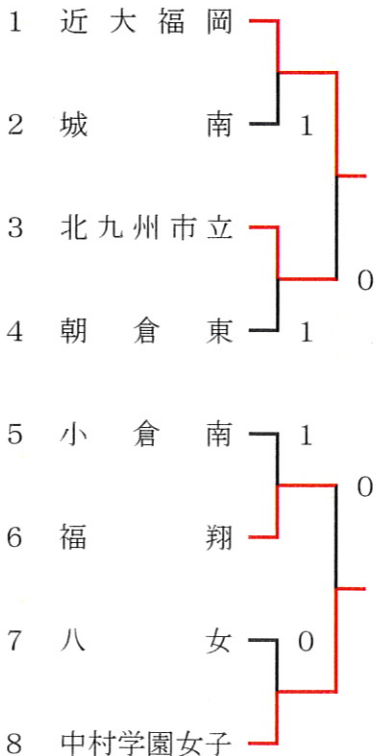 1 近大福岡
2 城南 1
3 北九州市立
0
4 朝倉東 1
5 小倉南 1
0
6 福翔
7 八女 0
8 中村学園女子